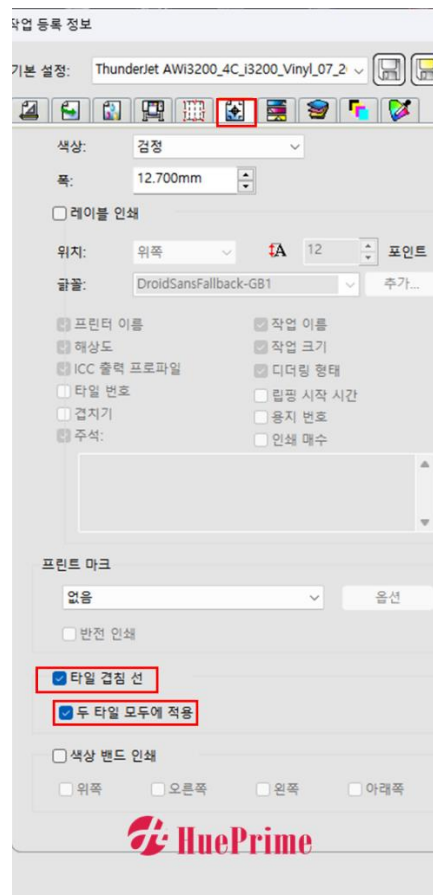 작업 등록 정보
기본 설정: ThunderJet AWi3200_4C_i3200_Vinyl_07_2
색상: 검정
폭: 12.700mm
레이블 인쇄
위치: 위쪽 A 12 포인트
글꼴: DroidSansFallback-GB1 추가...
프린터 이름 작업 이름
해상도 작업 크기
ICC 출력 프로파일 디더링 형태
타일 번호 립핑 시작 시간
겹치기 용지 번호
주석: 인쇄 매수
프린트 마크
없음 옵션
반전 인쇄
타일 겹침 선
두 타일 모두에 적용
색상 밴드 인쇄
위쪽 오른쪽 왼쪽 아래쪽
HuePrime